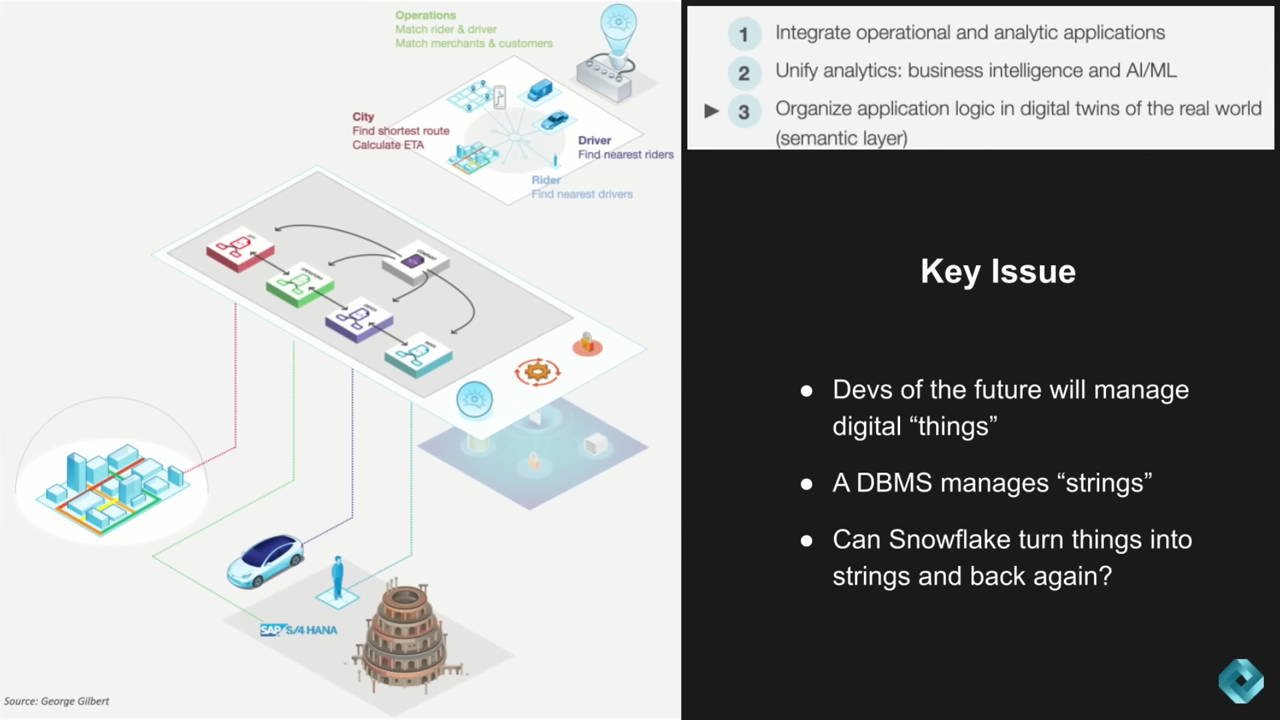 Operations
Match rider & driver
Match merchants & customers
City
Find shortest route
Calculate ETA
Driver
Find nearest riders
Rider
Find nearest drivers
SAP S/4HANA
Source: George Gilbert
1 Integrate operational and analytic applications
2 Unify analytics: business intelligence and AI/ML
▶ 3 Organize application logic in digital twins of the real world
(semantic layer)
Key Issue
● Devs of the future will manage
digital “things”
● A DBMS manages “strings”
● Can Snowflake turn things into
strings and back again?